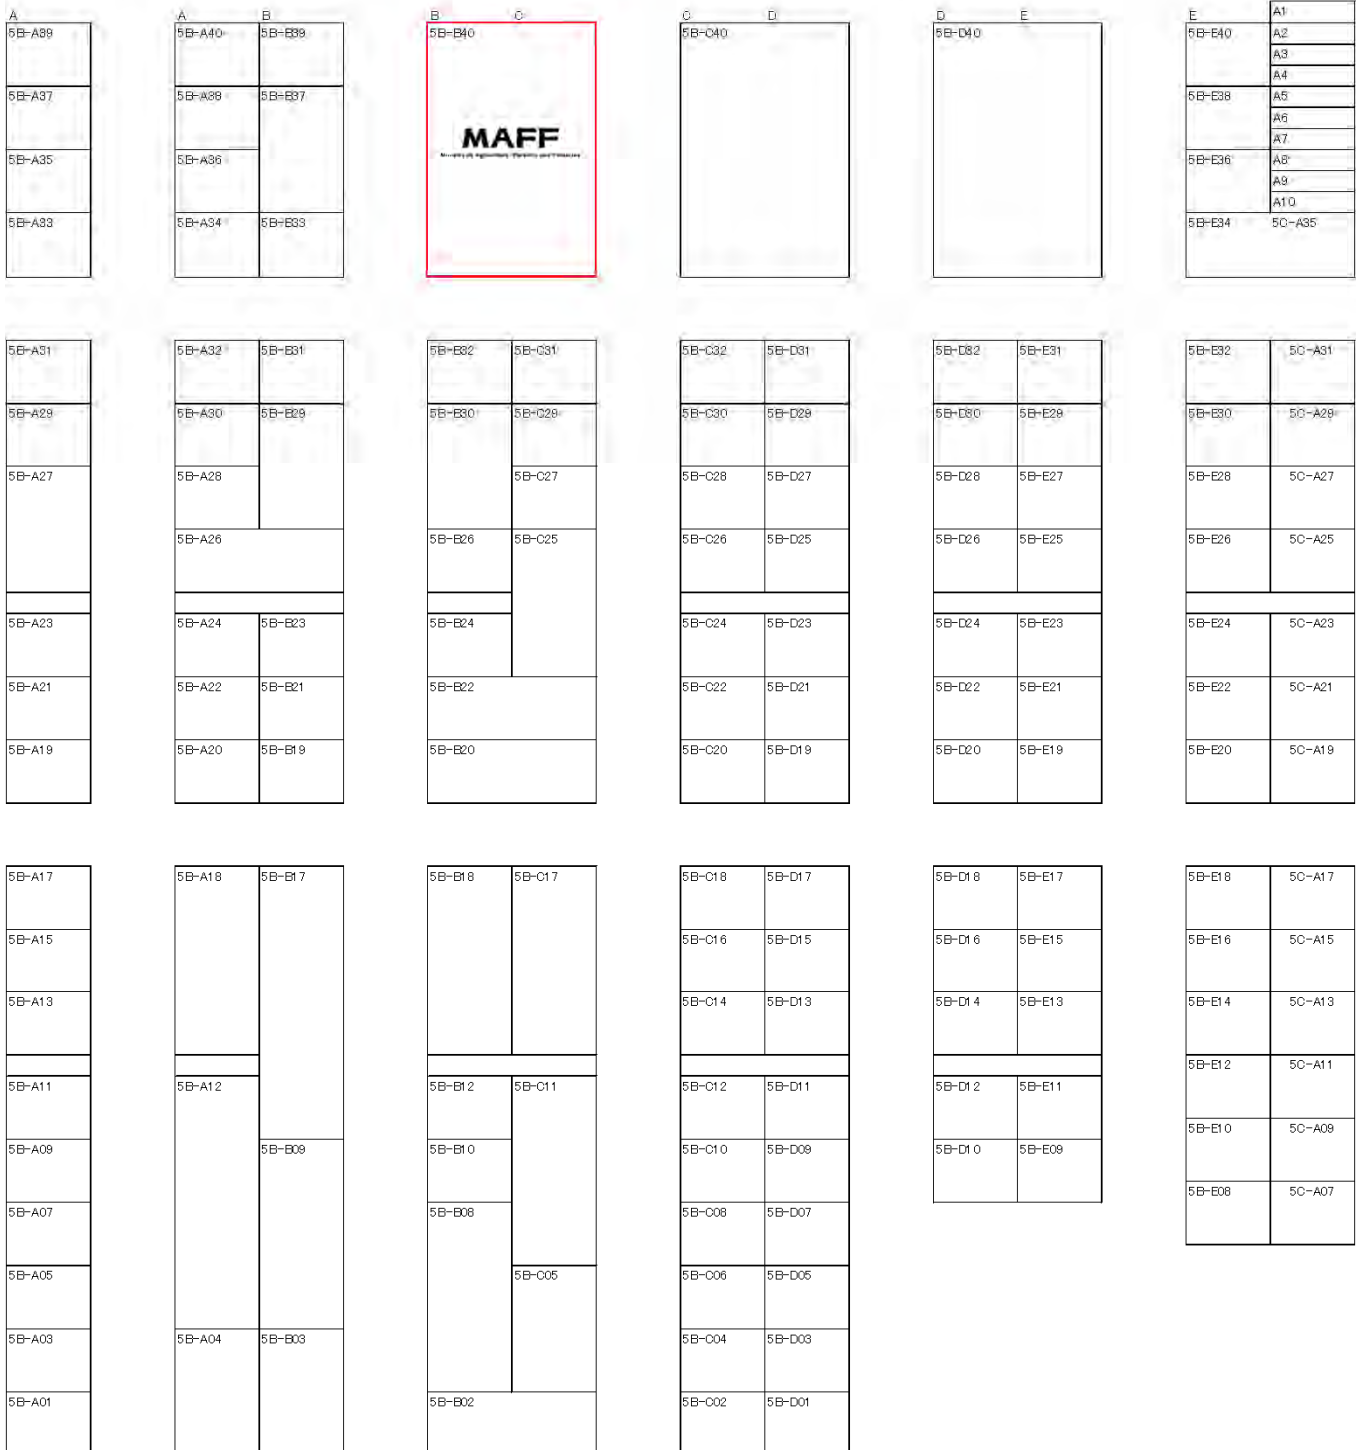 A A B B C C D D E E A1
5B-A39 5B-A40 5B-B39 5B-B40 5B-C40 5B-D40 5B-E40 A2
A3
A4
5B-A37 5B-A38 5B-B37 5B-E38 A5
A6
MAFF A7
Ministry of Agriculture, Forestry and Fisheries
5B-A35 5B-A36 5B-E36 A8
A9
A10
5B-A33 5B-A34 5B-B33 5B-E34 5C-A35
5B-A31 5B-A32 5B-B31 5B-B32 5B-C31 5B-C32 5B-D31 5B-D32 5B-E31 5B-E32 5C-A31
5B-A29 5B-A30 5B-B29 5B-B30 5B-C29 5B-C30 5B-D29 5B-D30 5B-E29 5B-E30 5C-A29
5B-A27 5B-A28 5B-C27 5B-C28 5B-D27 5B-D28 5B-E27 5B-E28 5C-A27
5B-A26 5B-B26 5B-C25 5B-C26 5B-D25 5B-D26 5B-E25 5B-E26 5C-A25
5B-A23 5B-A24 5B-B23 5B-B24 5B-C24 5B-D23 5B-D24 5B-E23 5B-E24 5C-A23
5B-A21 5B-A22 5B-B21 5B-B22 5B-C22 5B-D21 5B-D22 5B-E21 5B-E22 5C-A21
5B-A19 5B-A20 5B-B19 5B-B20 5B-C20 5B-D19 5B-D20 5B-E19 5B-E20 5C-A19
5B-A17 5B-A18 5B-B17 5B-B18 5B-C17 5B-C18 5B-D17 5B-D18 5B-E17 5B-E18 5C-A17
5B-A15 5B-C16 5B-D15 5B-D16 5B-E15 5B-E16 5C-A15
5B-A13 5B-C14 5B-D13 5B-D14 5B-E13 5B-E14 5C-A13
5B-E12 5C-A11
5B-A11 5B-A12 5B-B12 5B-C11 5B-C12 5B-D11 5B-D12 5B-E11
5B-E10 5C-A09
5B-A09 5B-B09 5B-B10 5B-C10 5B-D09 5B-D10 5B-E09
5B-E08 5C-A07
5B-A07 5B-B08 5B-C08 5B-D07
5B-A05 5B-C05 5B-C06 5B-D05
5B-A03 5B-A04 5B-B03 5B-C04 5B-D03
5B-A01 5B-B02 5B-C02 5B-D01